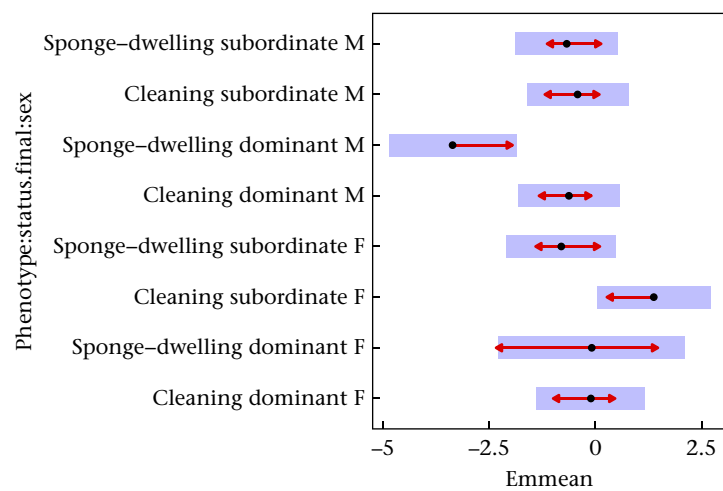 Phenotype:status.final:sex
Sponge–dwelling subordinate M
Cleaning subordinate M
Sponge–dwelling dominant M
Cleaning dominant M
Sponge–dwelling subordinate F
Cleaning subordinate F
Sponge–dwelling dominant F
Cleaning dominant F
–5 –2.5 0 2.5
Emmean